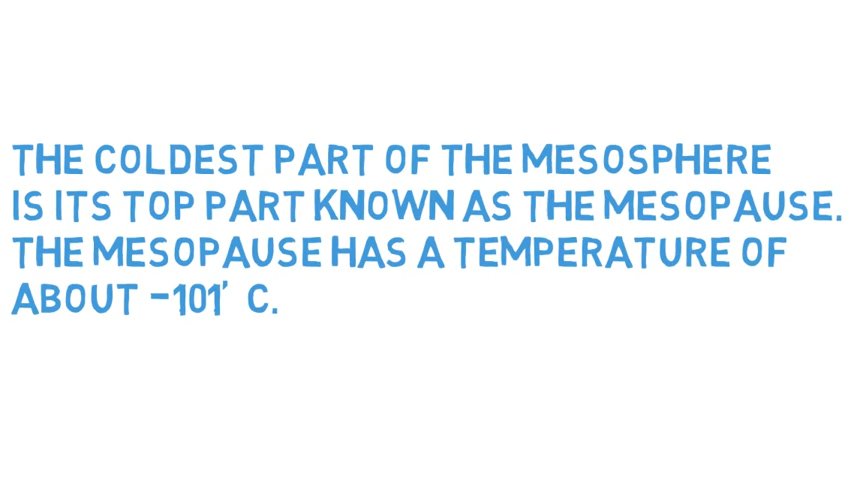 THE COLDEST PART OF THE MESOSPHERE
IS ITS TOP PART KNOWN AS THE MESOPAUSE.
THE MESOPAUSE HAS A TEMPERATURE OF
ABOUT -101' C.